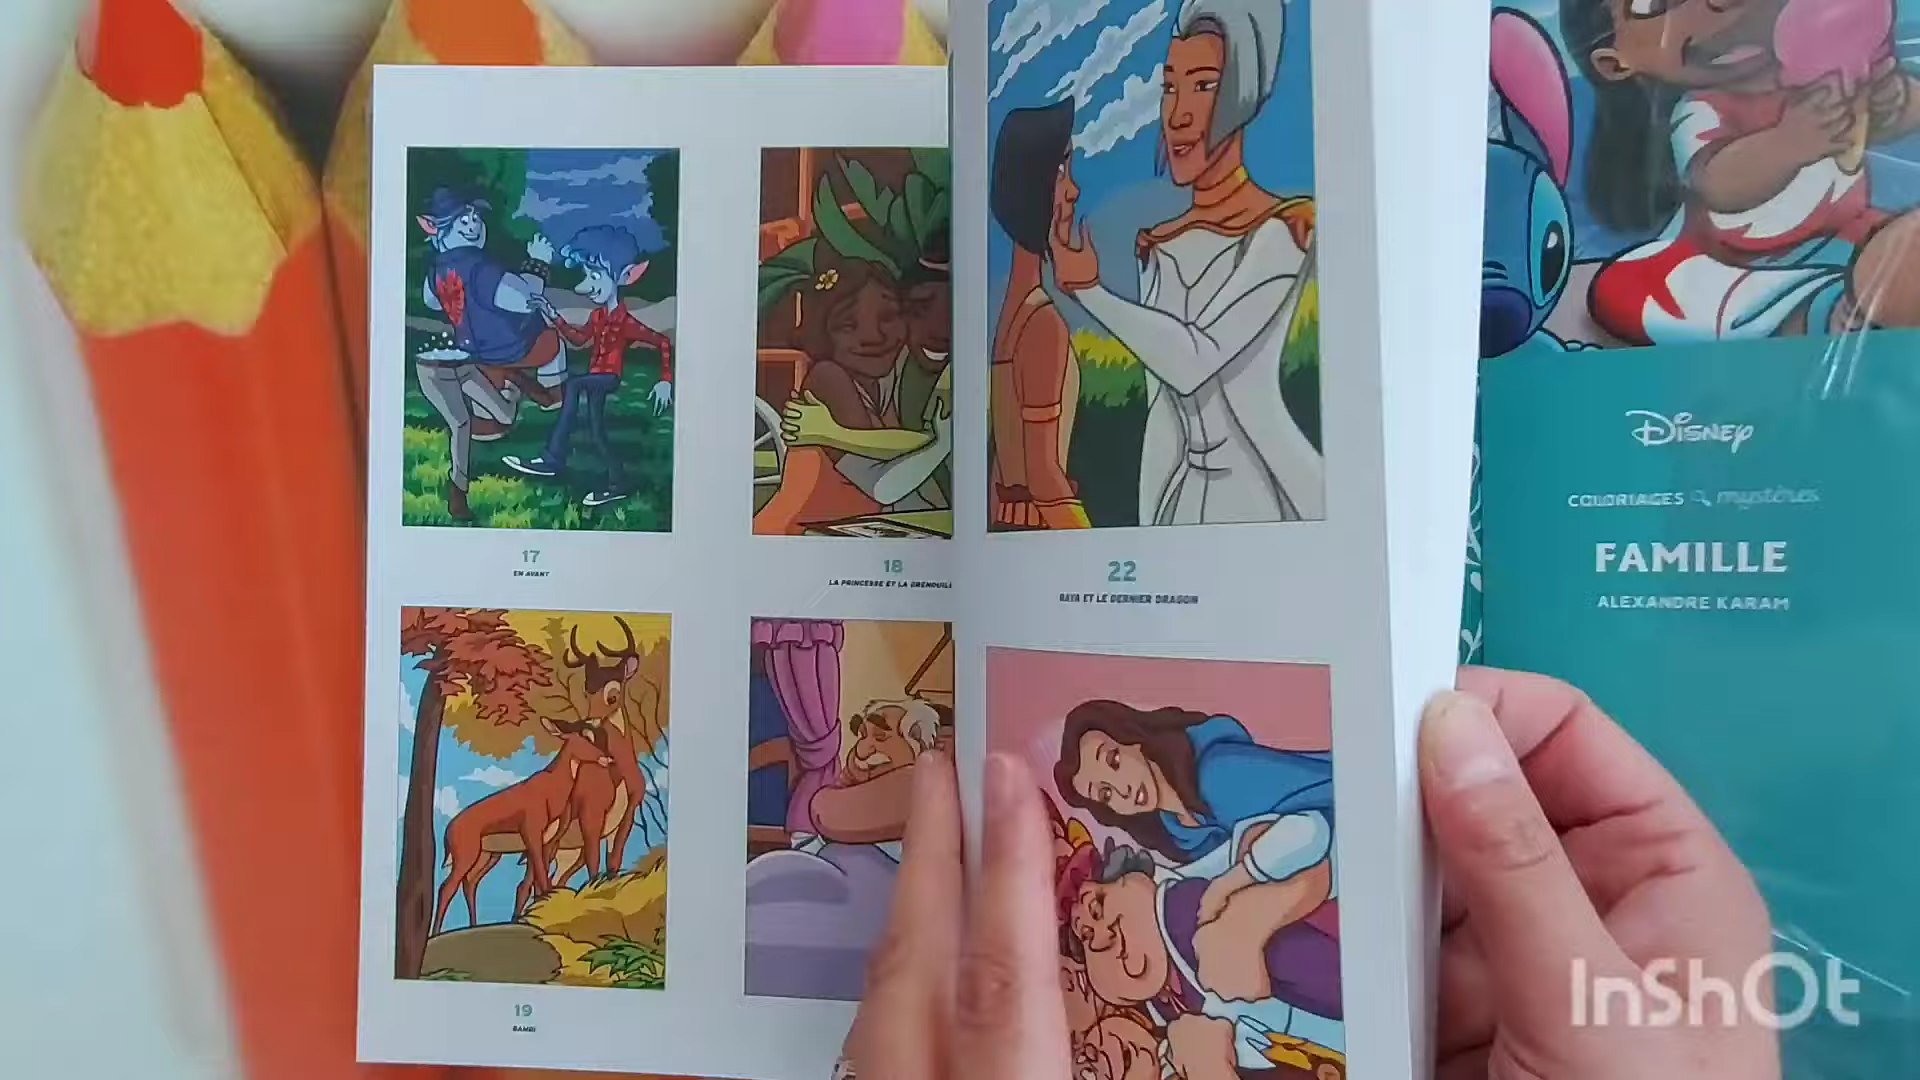 17
EN AVANT
18
LA PRINCESSE ET LA GRENOUILL
22
RAYA ET LE DERNIER DRAGON
19
BAMBI
DISNEY
COLORIAGES mystères
FAMILLE
ALEXANDRE KARAM
InShOt